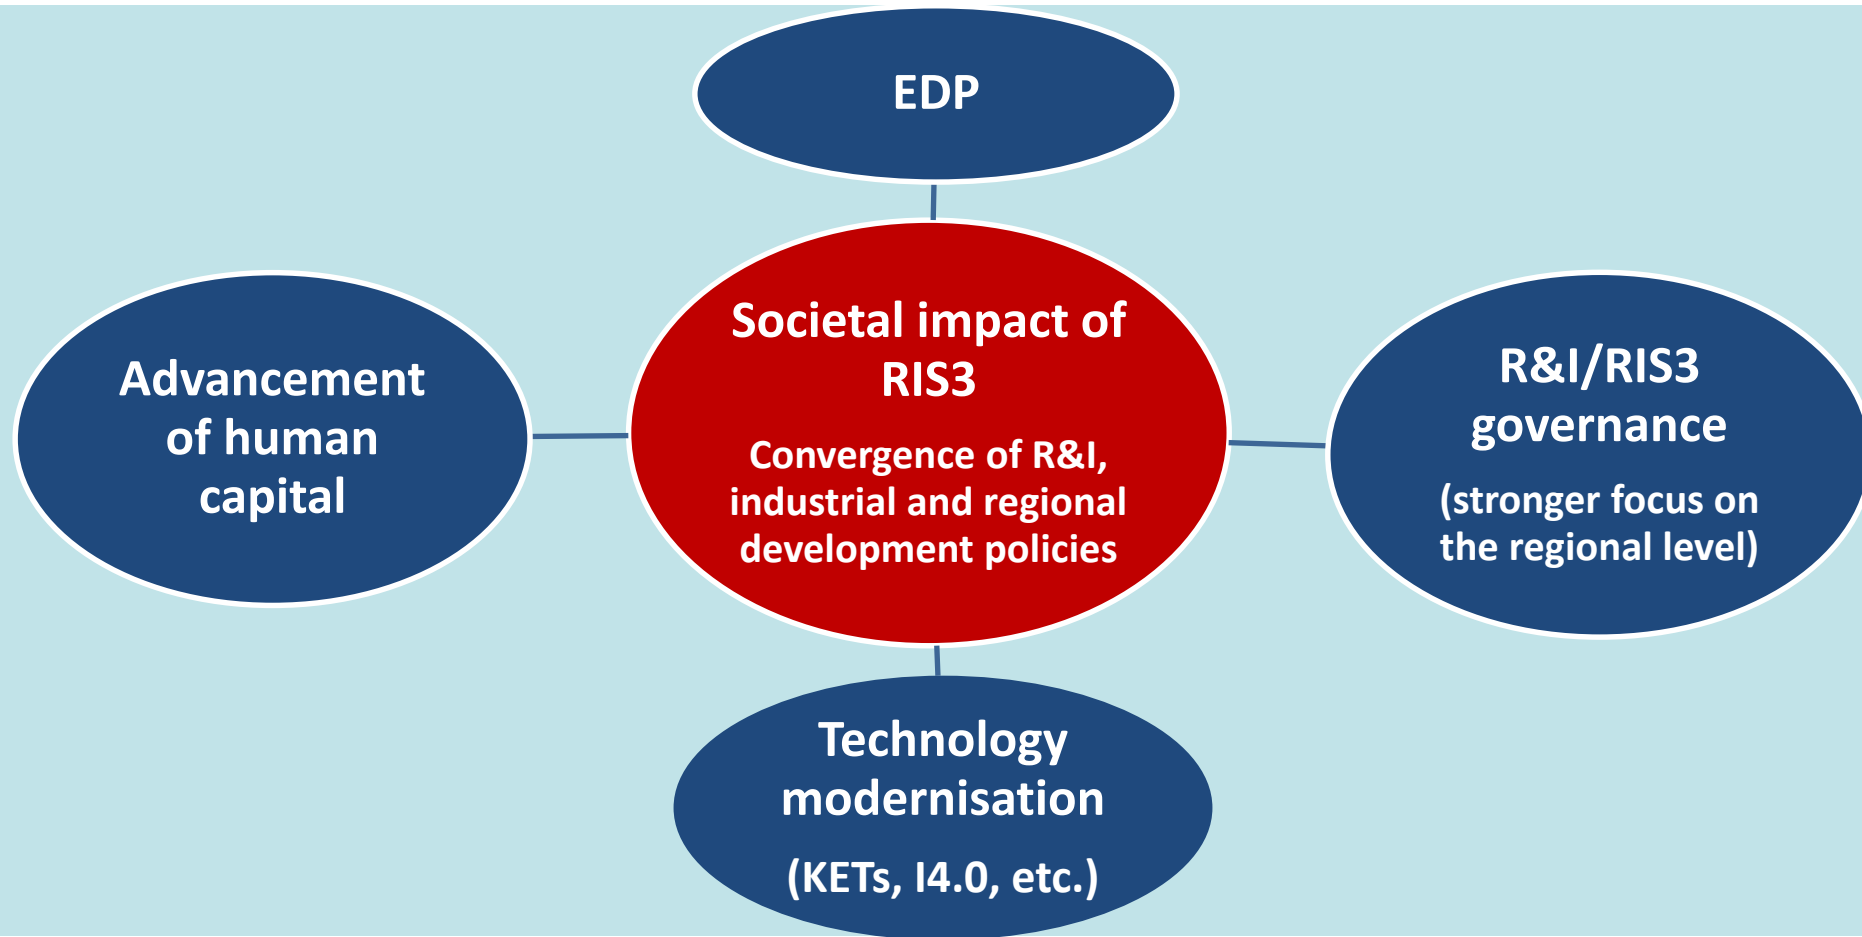 EDP
Societal impact of
RIS3
Convergence of R&I,
industrial and regional
development policies
Advancement
of human
capital
R&I/RIS3
governance
(stronger focus on
the regional level)
Technology
modernisation
(KETs, I4.0, etc.)